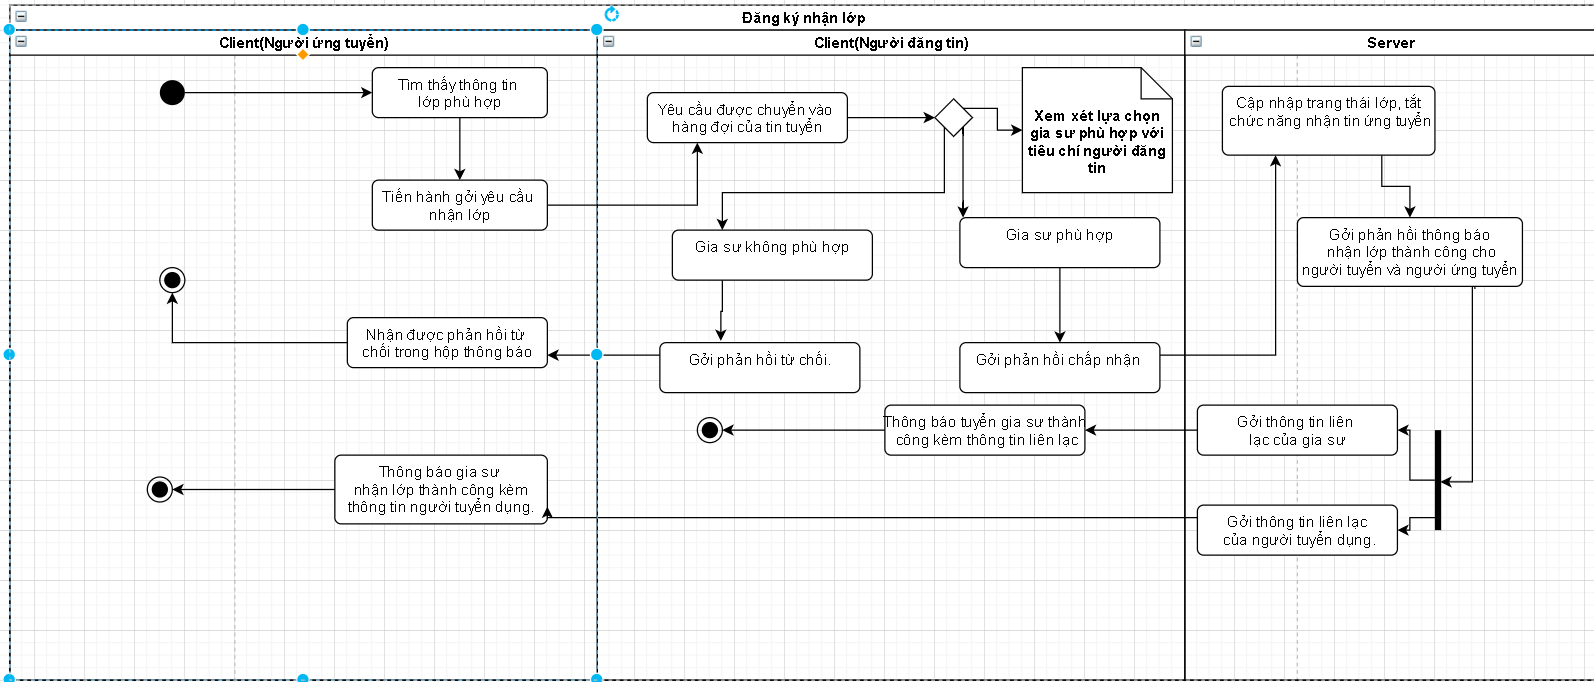 Đăng ký nhận lớp
Client(Người ứng tuyển)
Client(Người đăng tin)
Server
Tìm thấy thông tin
lớp phù hợp
Tiến hành gởi yêu cầu
nhận lớp
Nhận được phản hồi từ
chối trong hộp thông báo
Thông báo gia sư
nhận lớp thành công kèm
thông tin người tuyển dụng.
Yêu cầu được chuyển vào
hàng đợi của tin tuyển
Xem xét lựa chọn
gia sư phù hợp với
tiêu chí người đăng
tin
Gia sư không phù hợp
Gia sư phù hợp
Gởi phản hồi từ chối.
Gởi phản hồi chấp nhận
Thông báo tuyển gia sư thành
công kèm thông tin liên lạc
Cập nhập trang thái lớp, tắt
chức năng nhận tin ứng tuyển
Gởi phản hồi thông báo
nhận lớp thành công cho
người tuyển và người ứng tuyển
Gởi thông tin liên
lạc của gia sư
Gởi thông tin liên lạc
của người tuyển dụng.